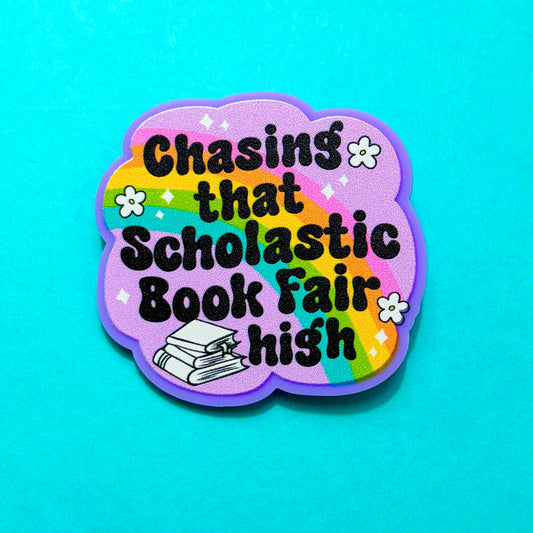 Chasing
that
Scholastic
Book Fair
high